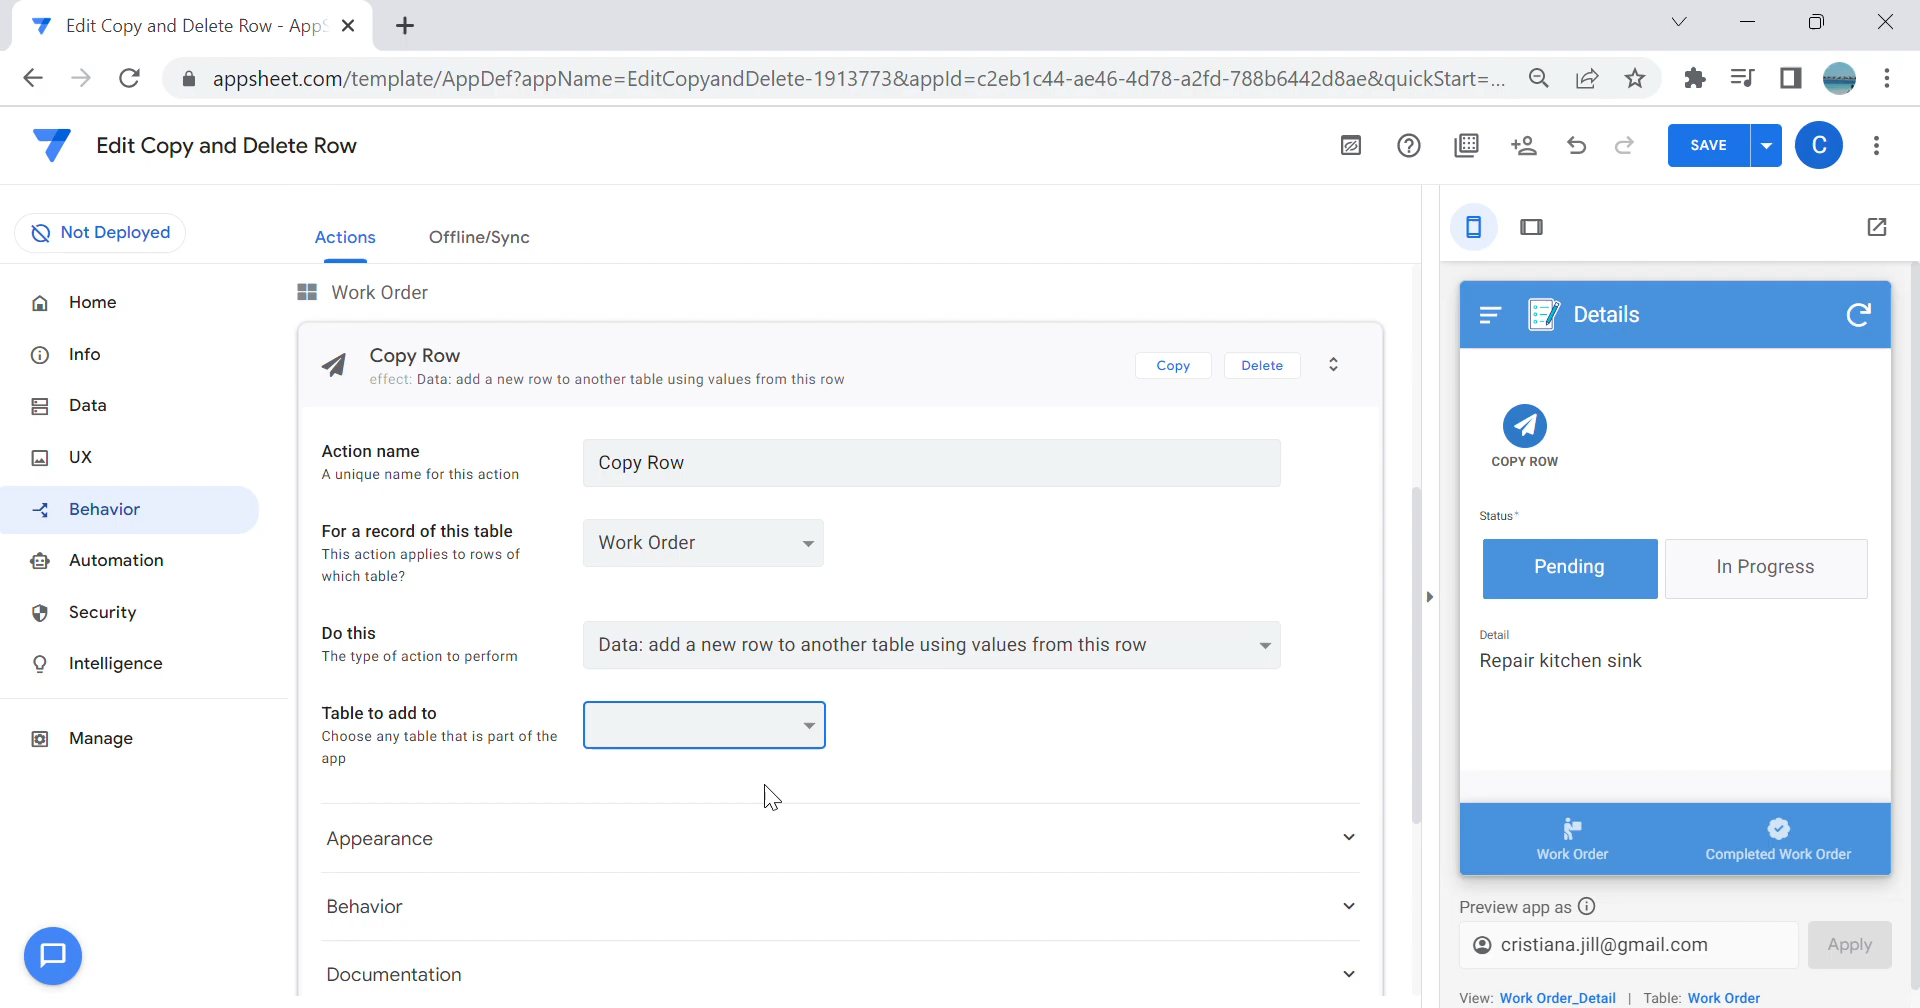 Edit Copy and Delete Row - App
appsheet.com/template/AppDef?appName=EditCopyandDelete-1913773&appId=c2eb1c44-ae46-4d78-a2fd-788b6442d8ae&quickStart=...
Edit Copy and Delete Row
SAVE
C
Not Deployed
Actions
Offline/Sync
Home
Info
Data
UX
Behavior
Automation
Security
Intelligence
Manage
Work Order
Copy Row
effect: Data: add a new row to another table using values from this row
Copy
Delete
Action name
A unique name for this action
Copy Row
For a record of this table
This action applies to rows of
which table?
Work Order
Do this
The type of action to perform
Data: add a new row to another table using values from this row
Table to add to
Choose any table that is part of the
app
Appearance
Behavior
Documentation
Details
COPY ROW
Status*
Pending
In Progress
Detail
Repair kitchen sink
Work Order
Completed Work Order
Preview app as
cristiana.jill@gmail.com
Apply
View: Work Order_Detail | Table: Work Order